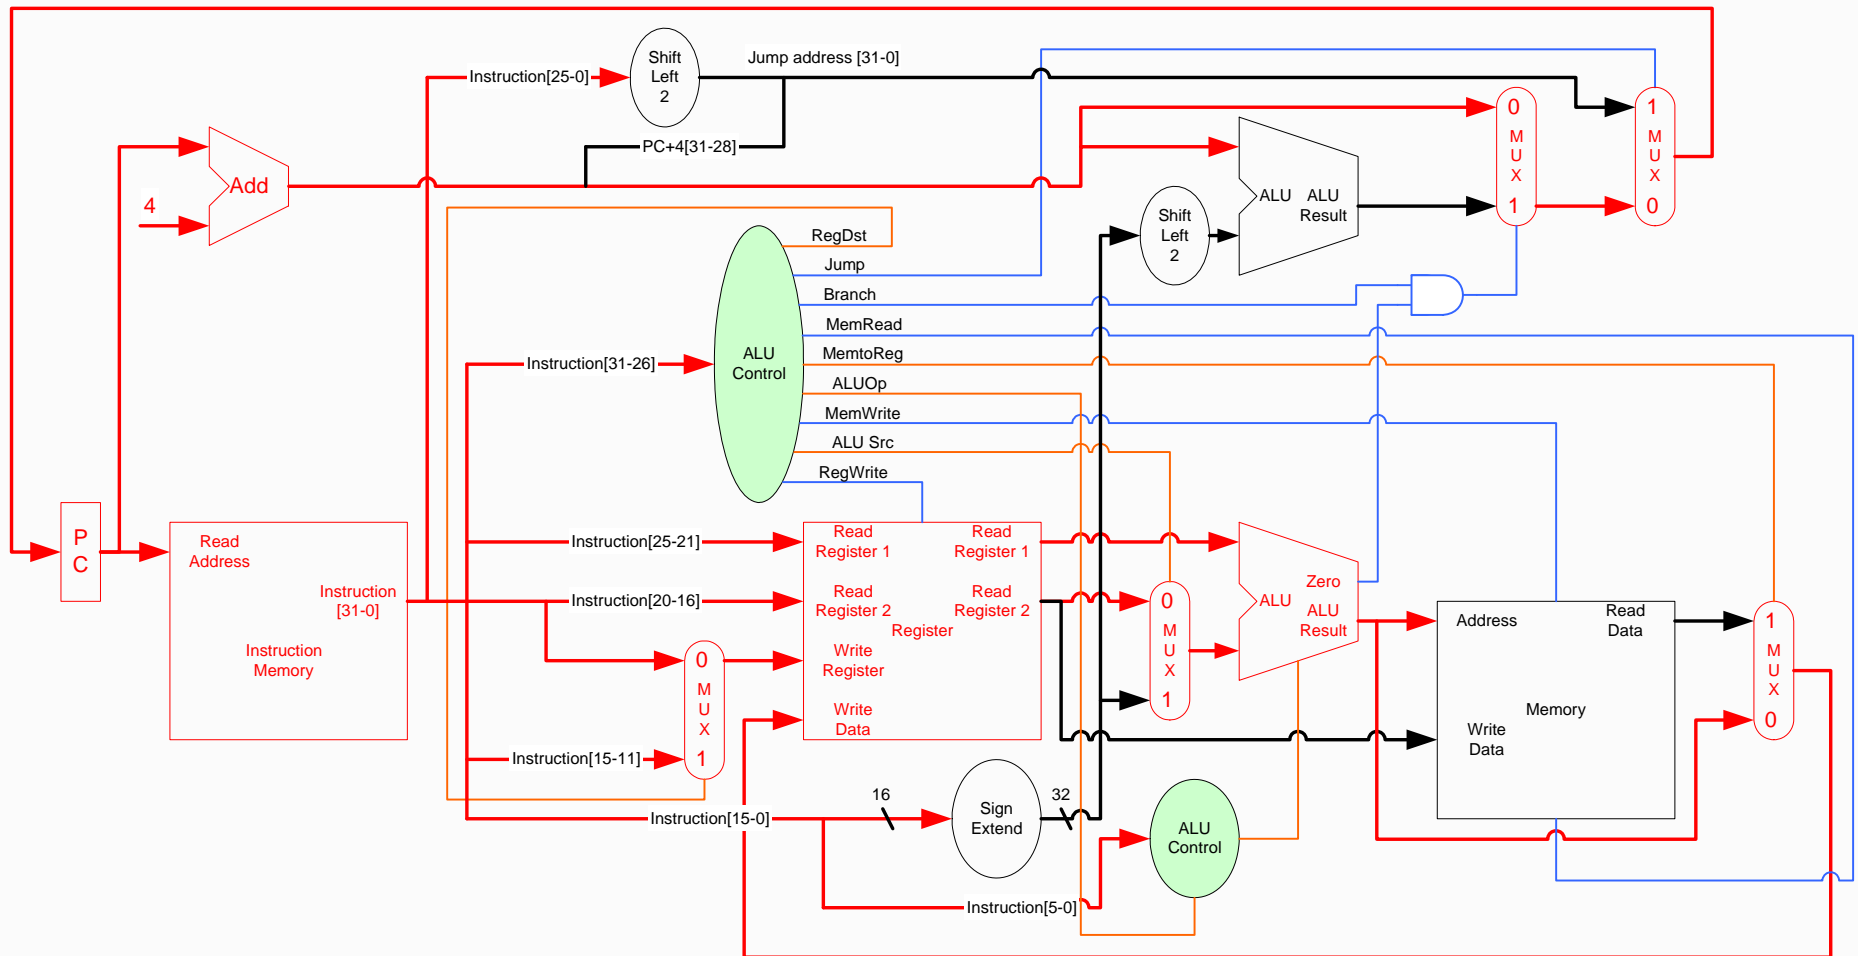 Shift
Left
2
Jump address [31-0]
Instruction[25-0]
0
M
U
X
1
1
M
U
X
0
PC+4[31-28]
Add
4
ALU
ALU
Result
Shift
Left
2
RegDst
Jump
Branch
MemRead
MemtoReg
ALUOp
MemWrite
ALU Src
RegWrite
ALU
Control
Instruction[31-26]
P
C
Read
Address
Instruction
[31-0]
Instruction
Memory
Instruction[25-21]
Instruction[20-16]
Instruction[15-11]
Instruction[15-0]
0
M
U
X
1
Read
Register 1
Read
Register 1
Read
Register 2
Read
Register 2
Register
Write
Register
Write
Data
0
M
U
X
1
Zero
ALU
ALU
Result
Address
Read
Data
Memory
Write
Data
1
M
U
X
0
16
Sign
Extend
32
ALU
Control
Instruction[5-0]